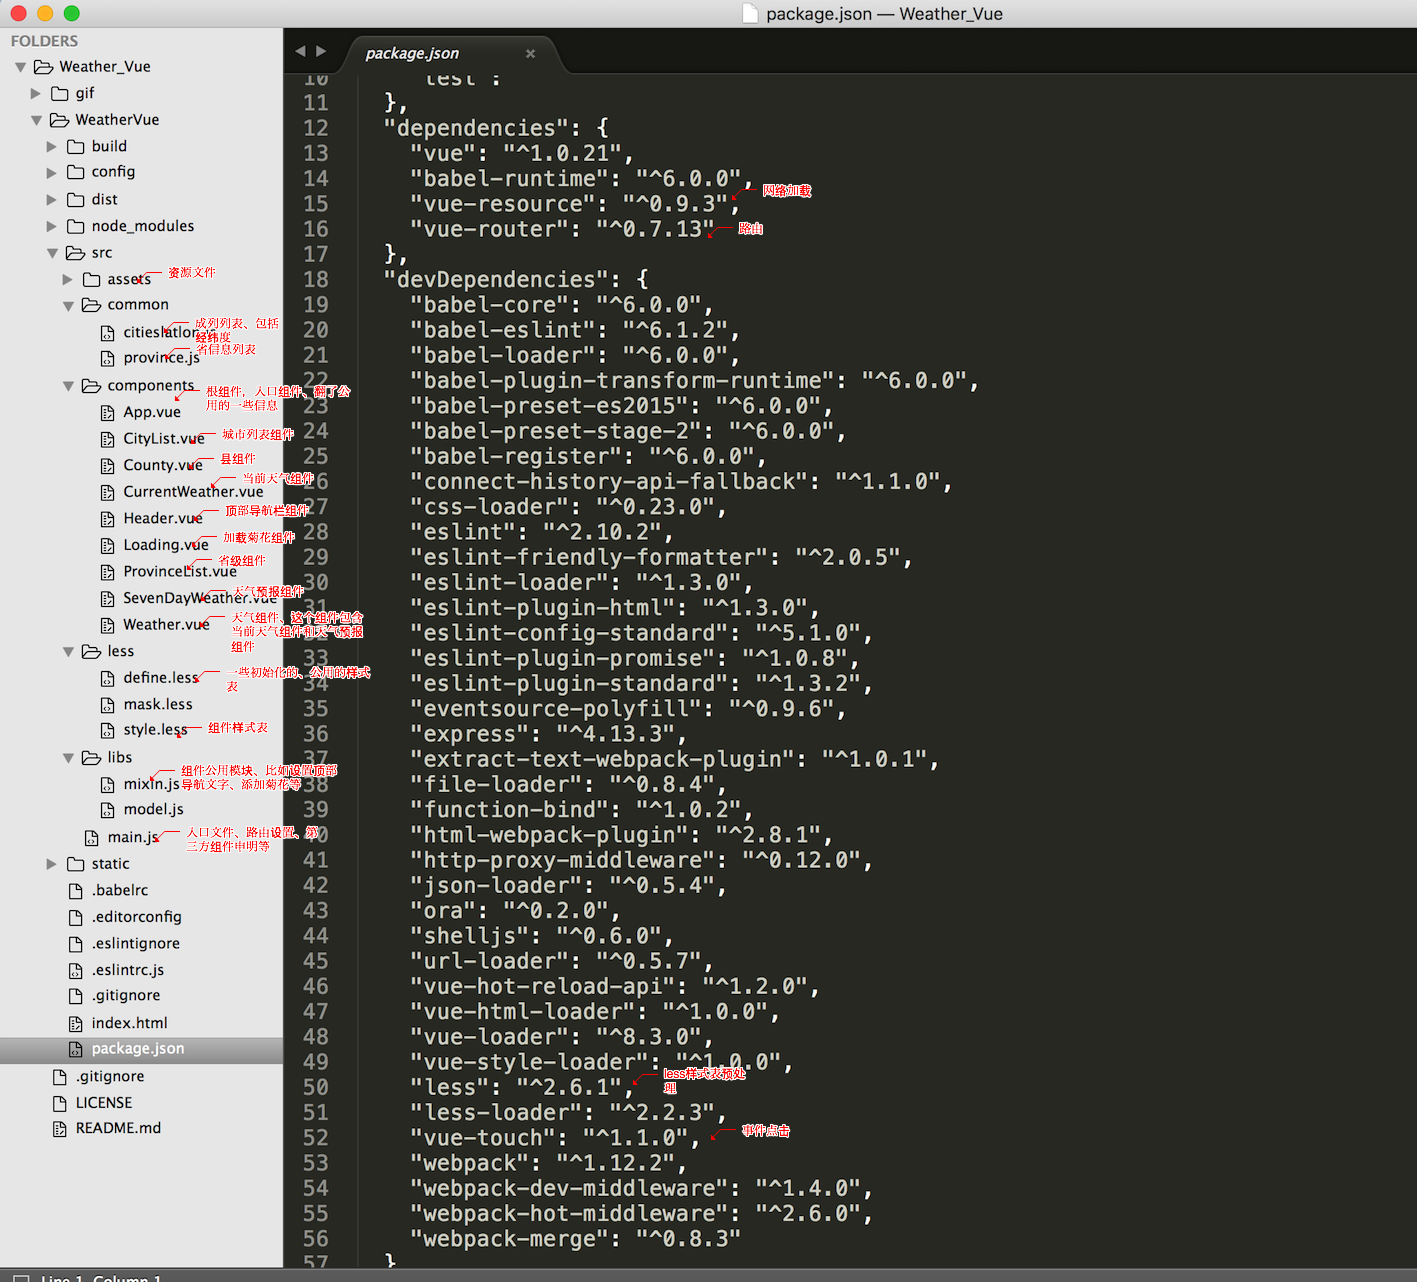 package.json — Weather_Vue
FOLDERS
Weather_Vue
gif
WeatherVue
build
config
dist
node_modules
src
assets
资源文件
common
成列列表、包括
经纬度
province.js
省信息列表
components
根组件，入口组件、
用的一些信息
App.vue
CityList.vue
城市列表组件
County.vue
县组件
CurrentWeather.vue
当前天气组件
Header.vue
顶部导航栏组件
Loading.vue
加载菊花组件
ProvinceList.vue
省级组件
SevenDayWeather.vue
天气预报组件
Weather.vue
天气组件、这个组件包含
当前天气组件和天气预报
组件
less
define.less
一些初始化的、公用的样式
表
mask.less
style.less
组件样式表
libs
mixin.js
组件公用模块、比如设置顶部
导航文字、添加菊花等
model.js
main.js
入口文件、路由设置、第
三方组件申明等
static
.babelrc
.editorconfig
.eslintignore
.eslintrc.js
.gitignore
index.html
package.json
.gitignore
LICENSE
README.md
package.json
10 test :
11 },
12 "dependencies": {
13 "vue": "^1.0.21",
14 "babel-runtime": "^6.0.0",
网络加载
15 "vue-resource": "^0.9.3",
16 "vue-router": "^0.7.13"
路由
17 },
18 "devDependencies": {
19 "babel-core": "^6.0.0",
20 "babel-eslint": "^6.1.2",
21 "babel-loader": "^6.0.0",
22 "babel-plugin-transform-runtime": "^6.0.0",
23 "babel-preset-es2015": "^6.0.0",
24 "babel-preset-stage-2": "^6.0.0",
25 "babel-register": "^6.0.0",
26 "connect-history-api-fallback": "^1.1.0",
27 "css-loader": "^0.23.0",
28 "eslint": "^2.10.2",
29 "eslint-friendly-formatter": "^2.0.5",
30 "eslint-loader": "^1.3.0",
31 "eslint-plugin-html": "^1.3.0",
32 "eslint-config-standard": "^5.1.0",
33 "eslint-plugin-promise": "^1.0.8",
34 "eslint-plugin-standard": "^1.3.2",
35 "eventsource-polyfill": "^0.9.6",
36 "express": "^4.13.3",
37 "extract-text-webpack-plugin": "^1.0.1",
38 "file-loader": "^0.8.4",
39 "function-bind": "^1.0.2",
40 "html-webpack-plugin": "^2.8.1",
41 "http-proxy-middleware": "^0.12.0",
42 "json-loader": "^0.5.4",
43 "ora": "^0.2.0",
44 "shelljs": "^0.6.0",
45 "url-loader": "^0.5.7",
46 "vue-hot-reload-api": "^1.2.0",
47 "vue-html-loader": "^1.0.0",
48 "vue-loader": "^8.3.0",
49 "vue-style-loader": "^1.0.0",
50 "less": "^2.6.1",
less样式表预处
理
51 "less-loader": "^2.2.3",
52 "vue-touch": "^1.1.0",
事件点击
53 "webpack": "^1.12.2",
54 "webpack-dev-middleware": "^1.4.0",
55 "webpack-hot-middleware": "^2.6.0",
56 "webpack-merge": "^0.8.3"
57 }
Line 1, Column 1